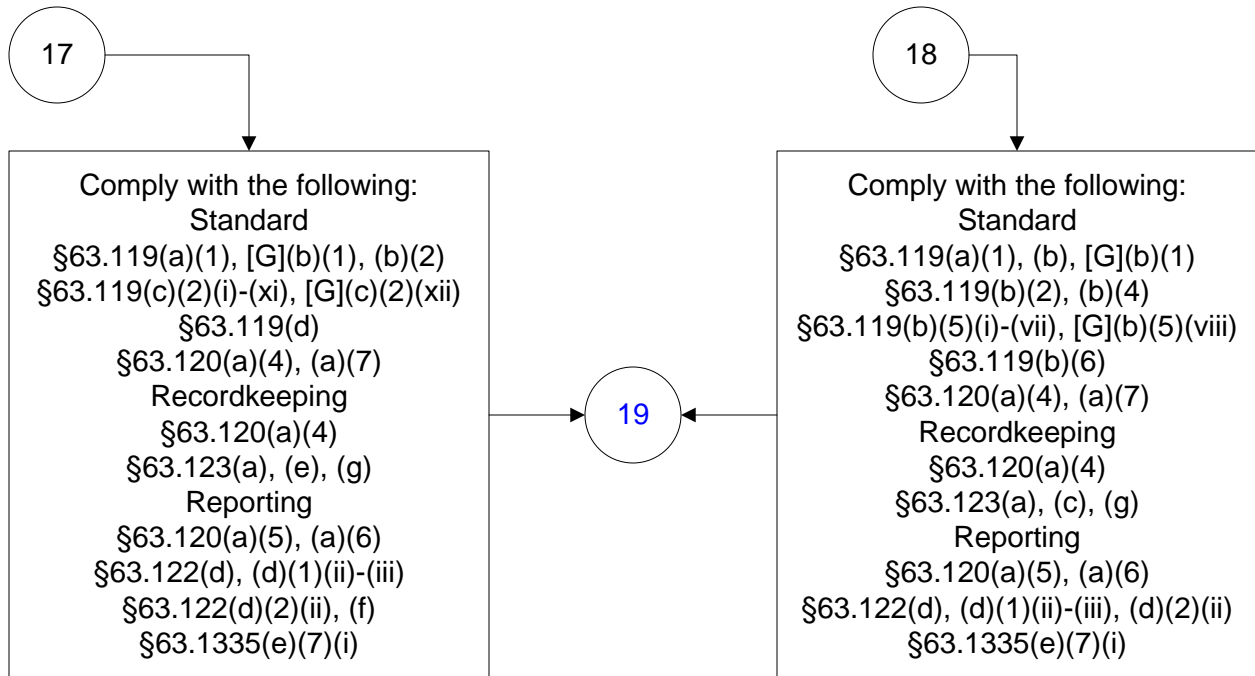 17
18
Comply with the following:
Standard
§63.119(a)(1), [G](b)(1), (b)(2)
§63.119(c)(2)(i)-(xi), [G](c)(2)(xii)
§63.119(d)
§63.120(a)(4), (a)(7)
Recordkeeping
§63.120(a)(4)
§63.123(a), (e), (g)
Reporting
§63.120(a)(5), (a)(6)
§63.122(d), (d)(1)(ii)-(iii)
§63.122(d)(2)(ii), (f)
§63.1335(e)(7)(i)
19
Comply with the following:
Standard
§63.119(a)(1), (b), [G](b)(1)
§63.119(b)(2), (b)(4)
§63.119(b)(5)(i)-(vii), [G](b)(5)(viii)
§63.119(b)(6)
§63.120(a)(4), (a)(7)
Recordkeeping
§63.120(a)(4)
§63.123(a), (c), (g)
Reporting
§63.120(a)(5), (a)(6)
§63.122(d), (d)(1)(ii)-(iii), (d)(2)(ii)
§63.1335(e)(7)(i)